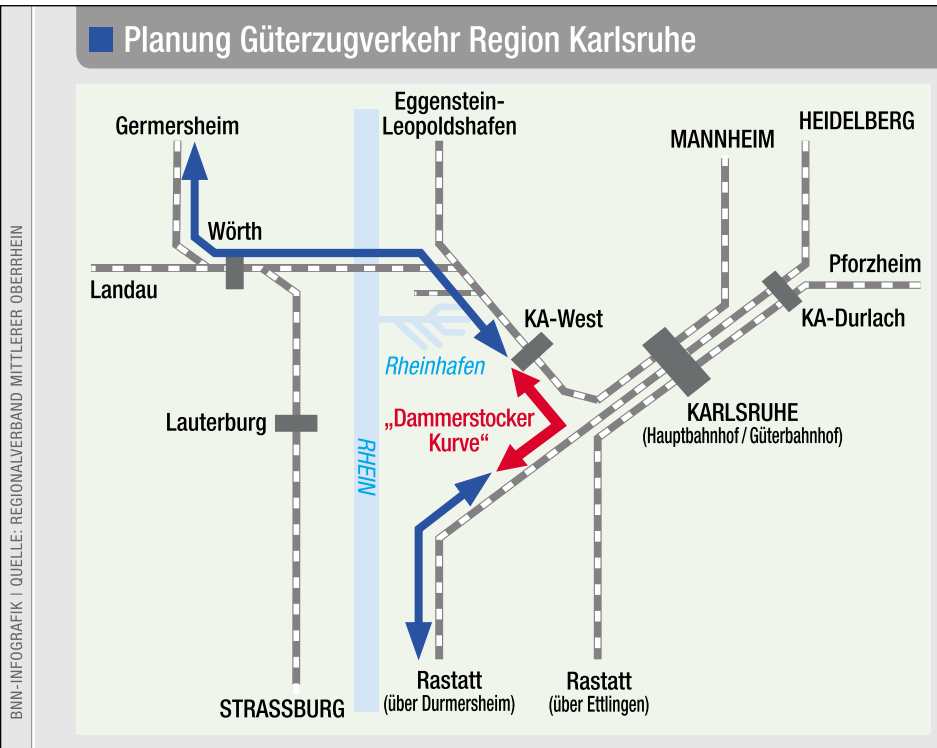 Planung Güterzugverkehr Region Karlsruhe
Eggenstein-
Leopoldshafen
Germersheim
MANNHEIM
HEIDELBERG
Wörth
Landau
Pforzheim
KA-West
KA-Durlach
Rheinhafen
Lauterburg
„Dammerstocker
Kurve“
KARLSRUHE
(Hauptbahnhof / Güterbahnhof)
RHEIN
STRASSBURG
Rastatt
(über Durmersheim)
Rastatt
(über Ettlingen)
BNN-INFOGRAFIK | QUELLE: REGIONALVERBAND MITTLERER OBERRHEIN